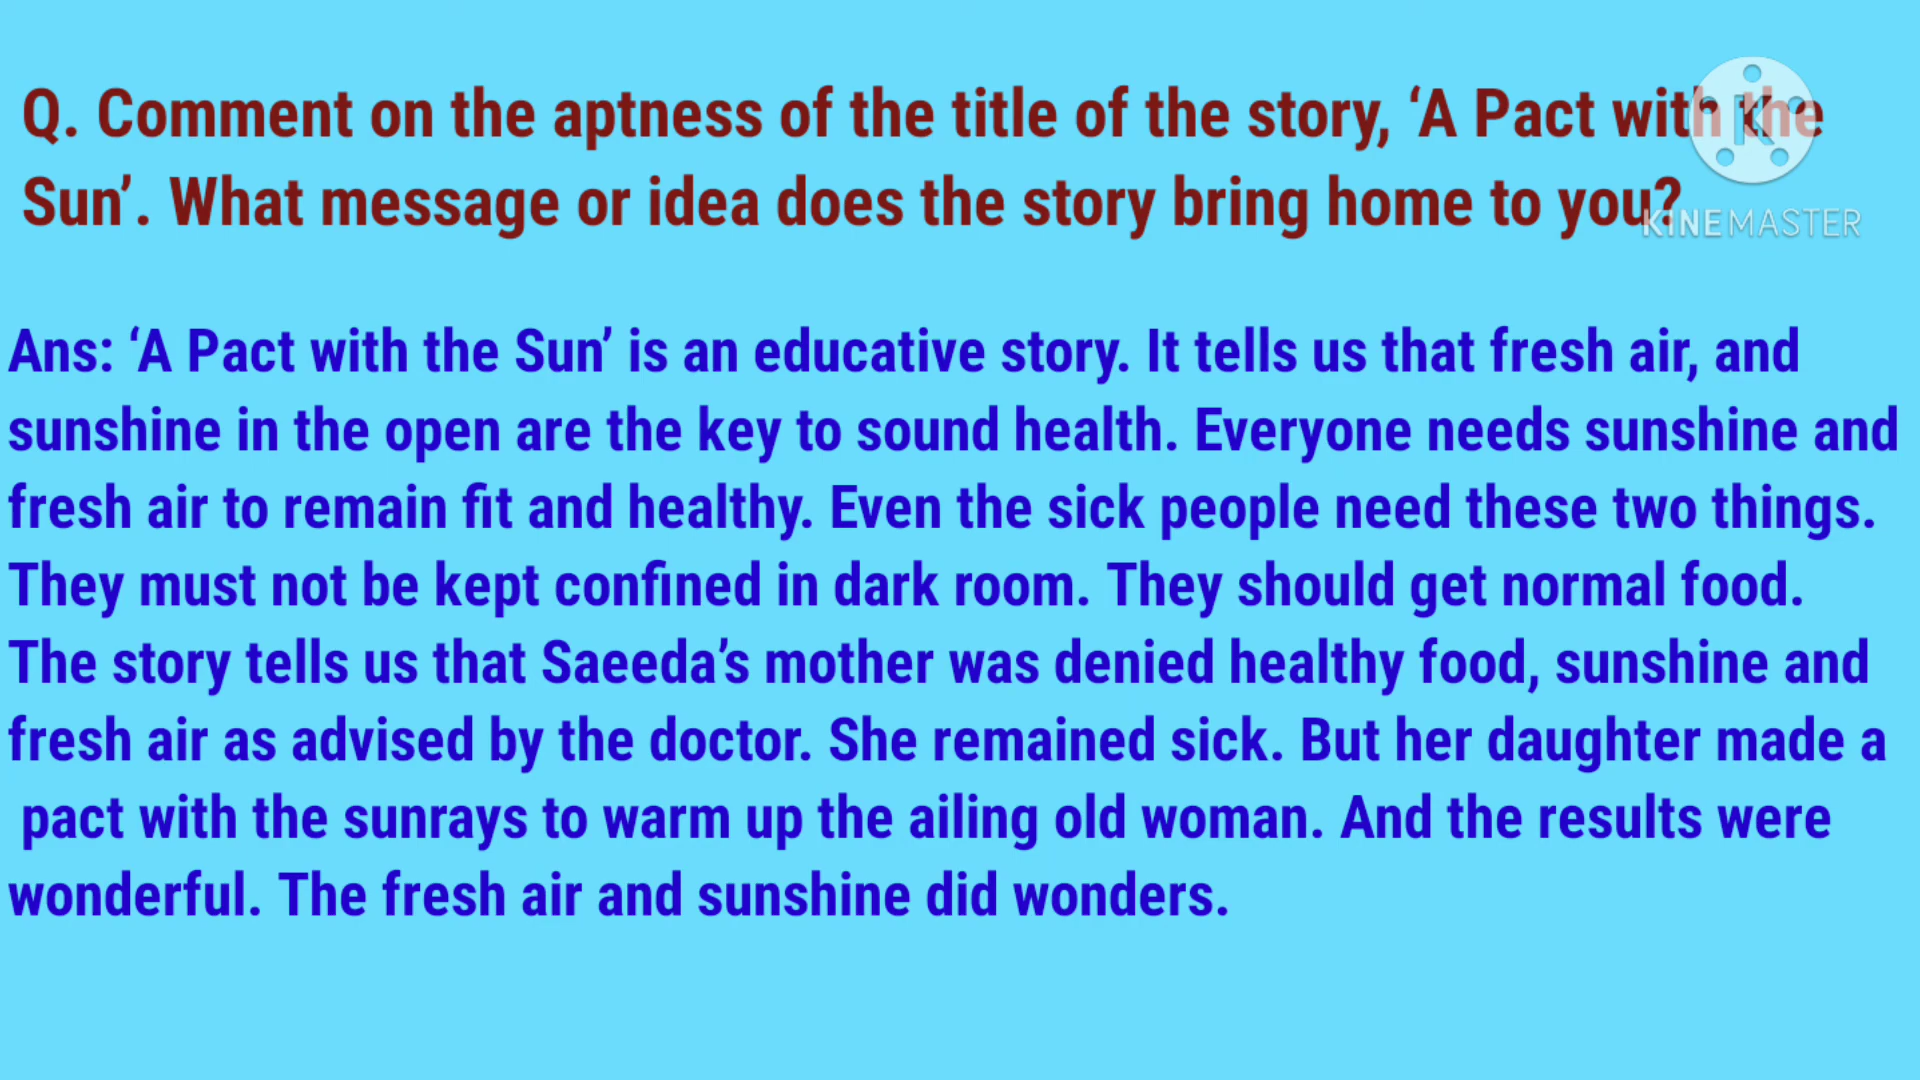 Q. Comment on the aptness of the title of the story, ‘A Pact with the
Sun’. What message or idea does the story bring home to you?
KINEMASTER
Ans: ‘A Pact with the Sun’ is an educative story. It tells us that fresh air, and
sunshine in the open are the key to sound health. Everyone needs sunshine and
fresh air to remain fit and healthy. Even the sick people need these two things.
They must not be kept confined in dark room. They should get normal food.
The story tells us that Saeeda’s mother was denied healthy food, sunshine and
fresh air as advised by the doctor. She remained sick. But her daughter made a
pact with the sunrays to warm up the ailing old woman. And the results were
wonderful. The fresh air and sunshine did wonders.